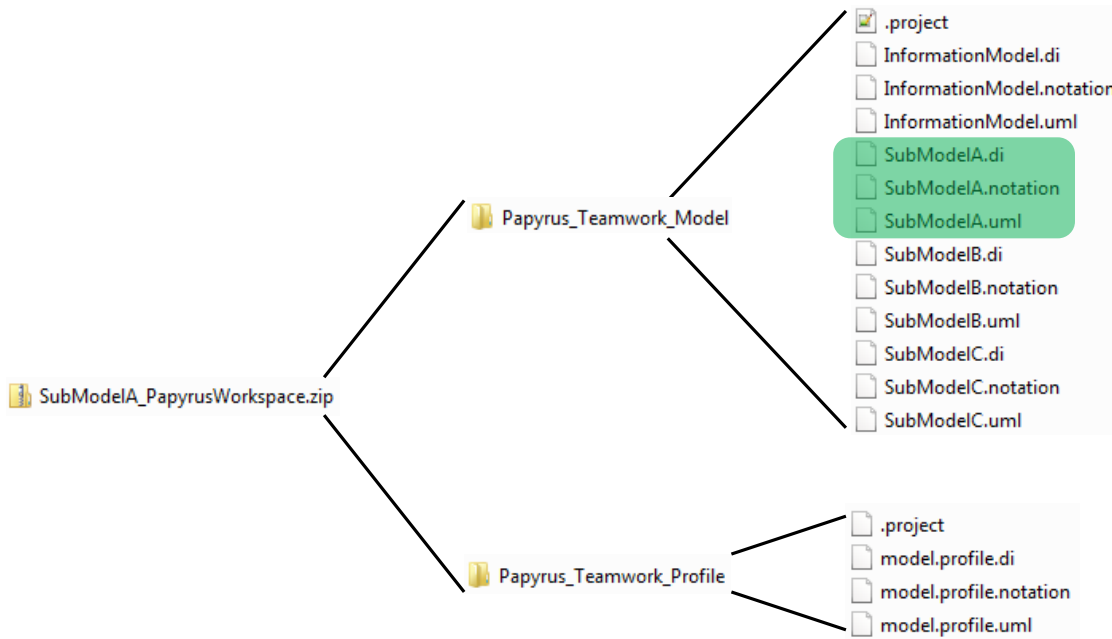 .project
InformationModel.di
InformationModel.notation
InformationModel.uml
SubModelA.di
SubModelA.notation
SubModelA.uml
Papyrus_Teamwork_Model
SubModelB.di
SubModelB.notation
SubModelB.uml
SubModelC.di
SubModelC.notation
SubModelA_PapyrusWorkspace.zip
SubModelC.uml
.project
model.profile.di
Papyrus_Teamwork_Profile
model.profile.notation
model.profile.uml